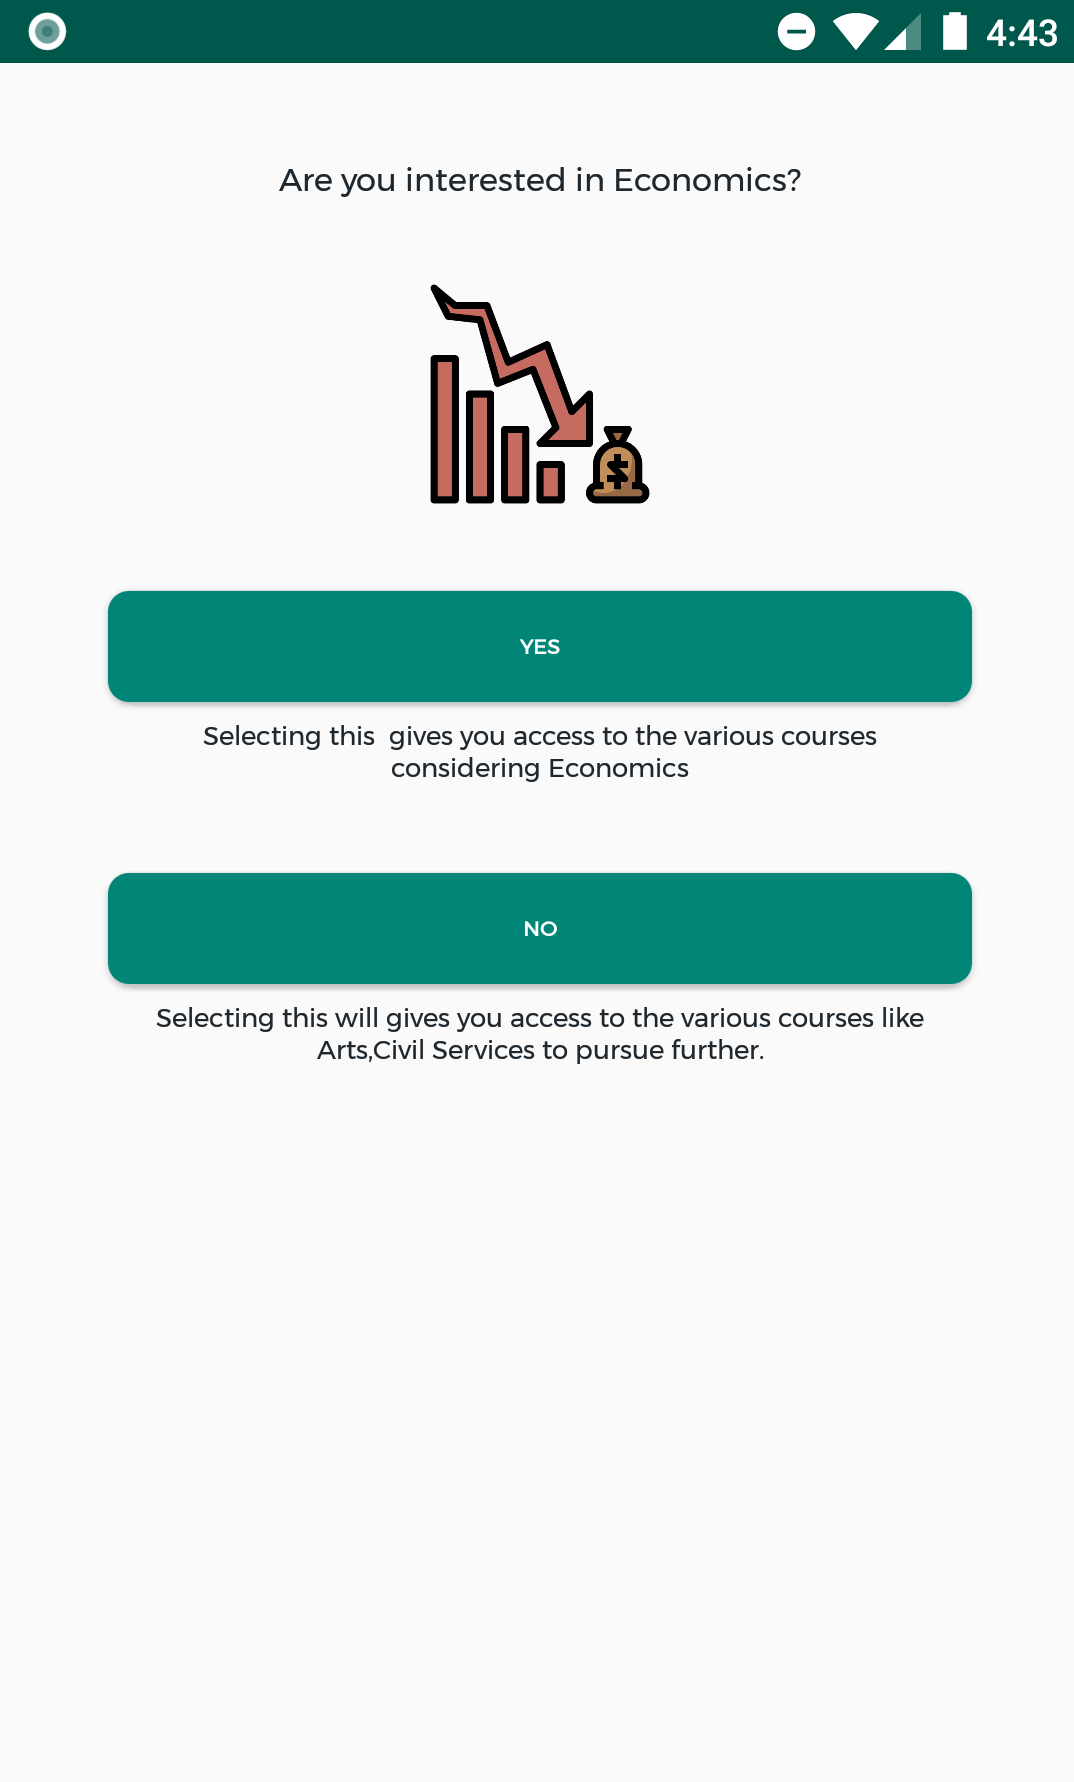 4:43
Are you interested in Economics?
YES
Selecting this  gives you access to the various courses
considering Economics
NO
Selecting this will gives you access to the various courses like
Arts,Civil Services to pursue further.